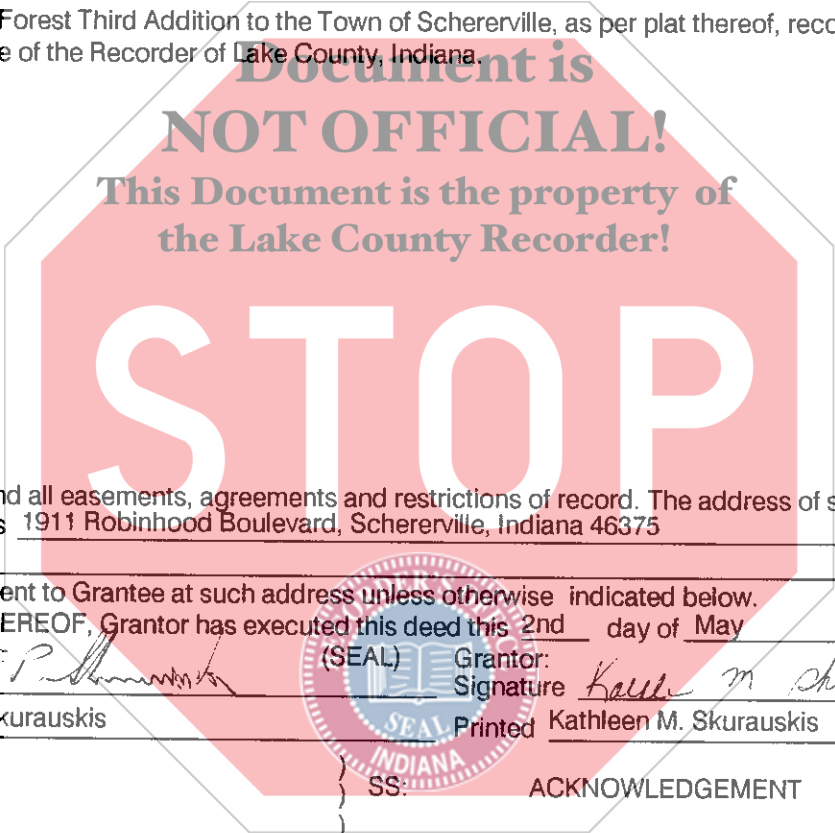 Forest Third Addition to the Town of Schererville, as per plat thereof, reco
e of the Recorder of Lake County, Indiana.
Document is
NOT OFFICIAL!
This Document is the property of
the Lake County Recorder!
STOP
nd all easements, agreements and restrictions of record. The address of s
s 1911 Robinhood Boulevard, Schererville, Indiana 46375
ent to Grantee at such address unless otherwise indicated below.
EREOF, Grantor has executed this deed this 2nd day of May
(SEAL) Grantor:
Signature
kurauskis Printed Kathleen M. Skurauskis
SEAL
INDIANA
) SS: ACKNOWLEDGEMENT
)
)